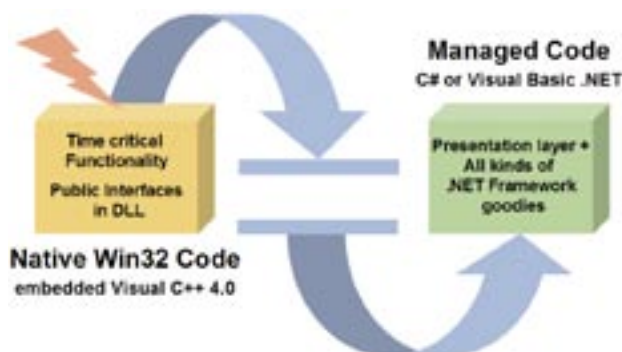 Managed Code
C# or Visual Basic .NET
Time critical
Functionality
Public Interfaces
in DLL
Presentation layer +
All kinds of
.NET Framework
goodies
Native Win32 Code
embedded Visual C++ 4.0